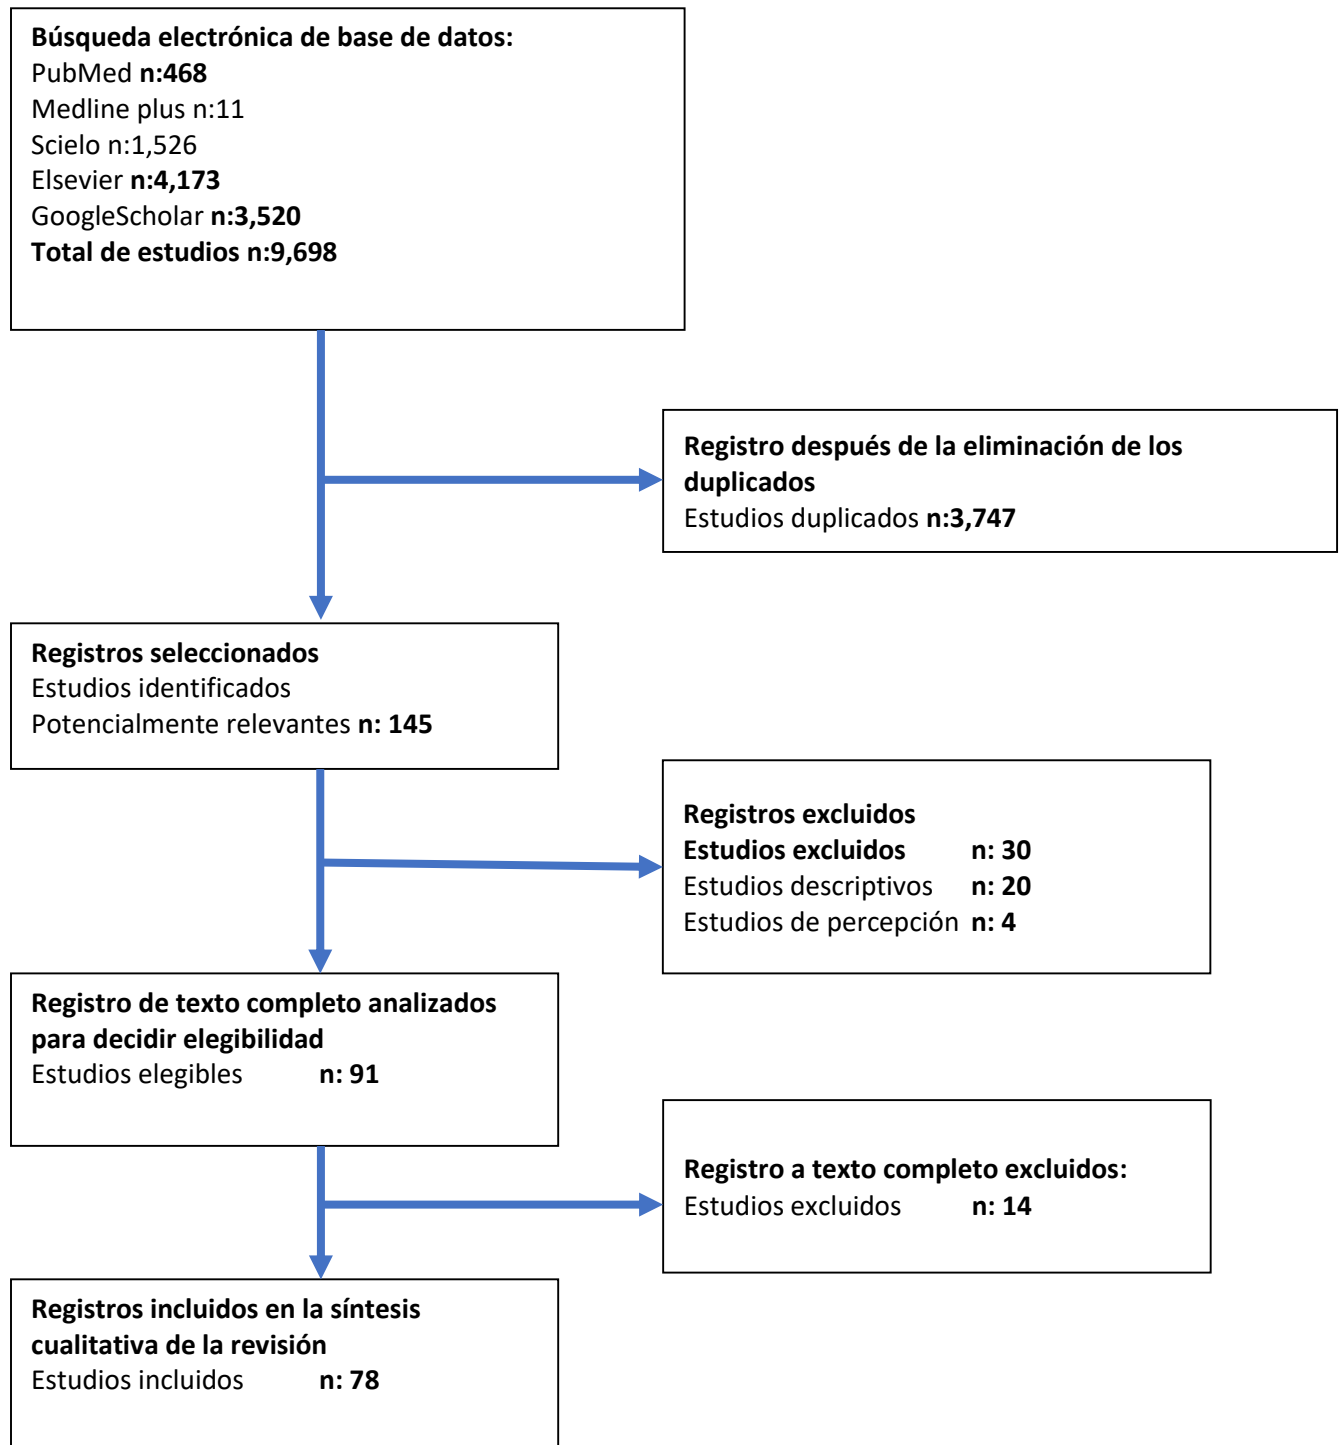 Búsqueda electrónica de base de datos:
PubMed n:468
Medline plus n:11
Scielo n:1,526
Elsevier n:4,173
GoogleScholar n:3,520
Total de estudios n:9,698
Registro después de la eliminación de los
duplicados
Estudios duplicados n:3,747
Registros seleccionados
Estudios identificados
Potencialmente relevantes n: 145
Registros excluidos
Estudios excluidos n: 30
Estudios descriptivos n: 20
Estudios de percepción n: 4
Registro de texto completo analizados
para decidir elegibilidad
Estudios elegibles n: 91
Registro a texto completo excluidos:
Estudios excluidos n: 14
Registros incluidos en la síntesis
cualitativa de la revisión
Estudios incluidos n: 78